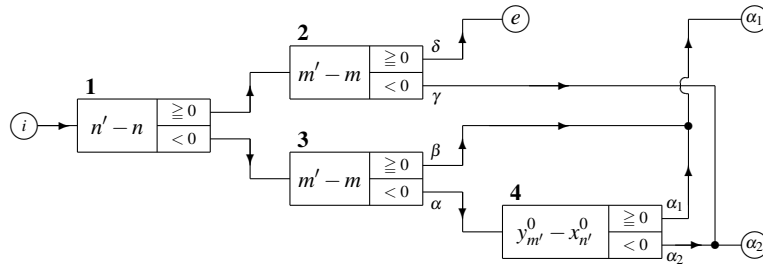 e
α₁
2
δ
m′ − m
≧ 0
< 0
γ
1
n′ − n
≧ 0
< 0
i
3
β
m′ − m
≧ 0
< 0
α
4
α₁
y⁰ₘ′ − x⁰ₙ′
≧ 0
< 0
α₂
α₂